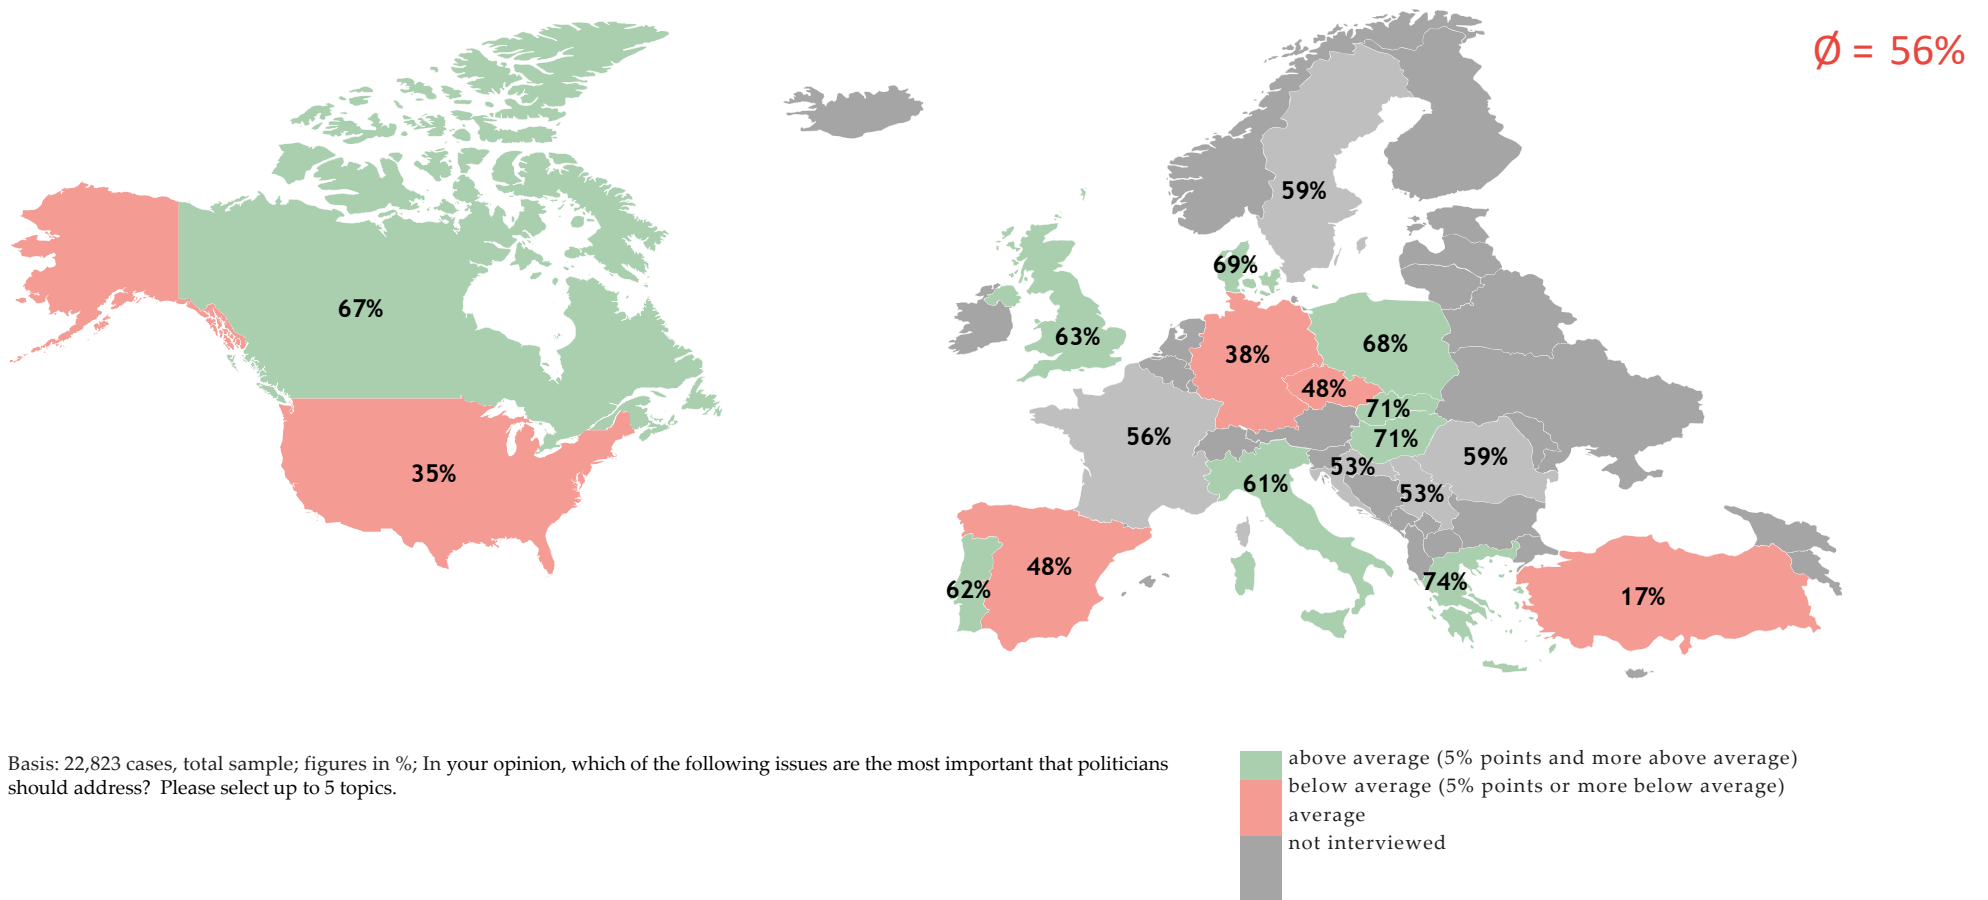 Ø = 56%
59%
69%
67%
63%
68%
38%
48%
71%
56%
71%
59%
53%
35%
61%
53%
48%
74%
62%
17%
Basis: 22,823 cases, total sample; figures in %; In your opinion, which of the following issues are the most important that politicians
should address? Please select up to 5 topics.
above average (5% points and more above average)
below average (5% points or more below average)
average
not interviewed